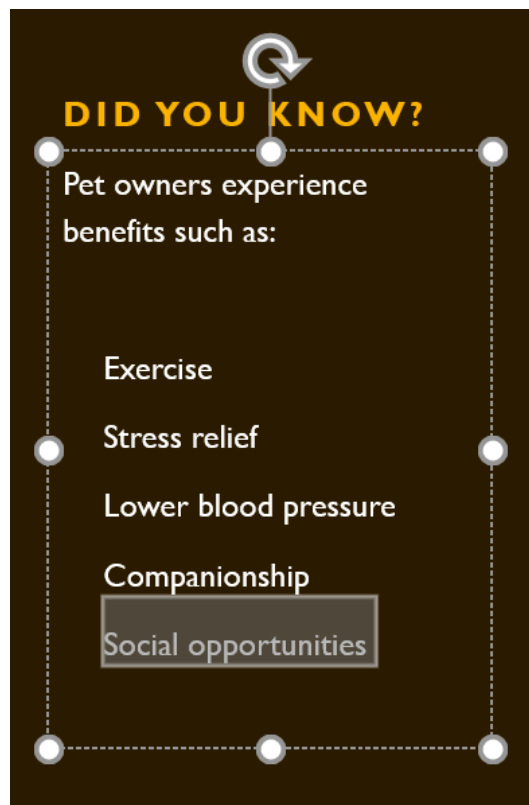 DID YOU KNOW?
Pet owners experience
benefits such as:
Exercise
Stress relief
Lower blood pressure
Companionship
Social opportunities